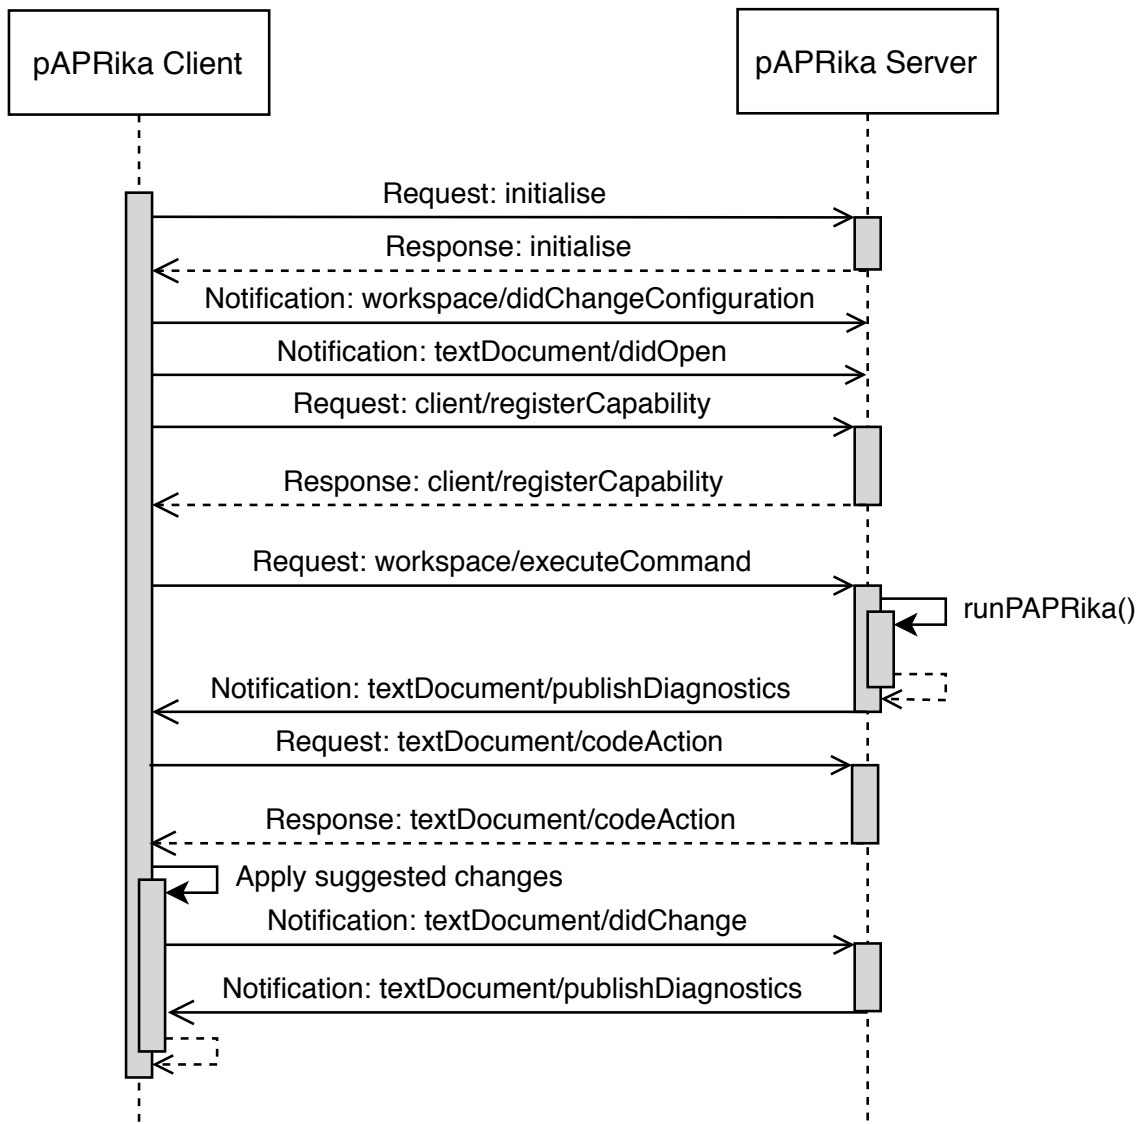 pAPRika Client
pAPRika Server
Request: initialise
Response: initialise
Notification: workspace/didChangeConfiguration
Notification: textDocument/didOpen
Request: client/registerCapability
Response: client/registerCapability
Request: workspace/executeCommand
runPAPRika()
Notification: textDocument/publishDiagnostics
Request: textDocument/codeAction
Response: textDocument/codeAction
Apply suggested changes
Notification: textDocument/didChange
Notification: textDocument/publishDiagnostics